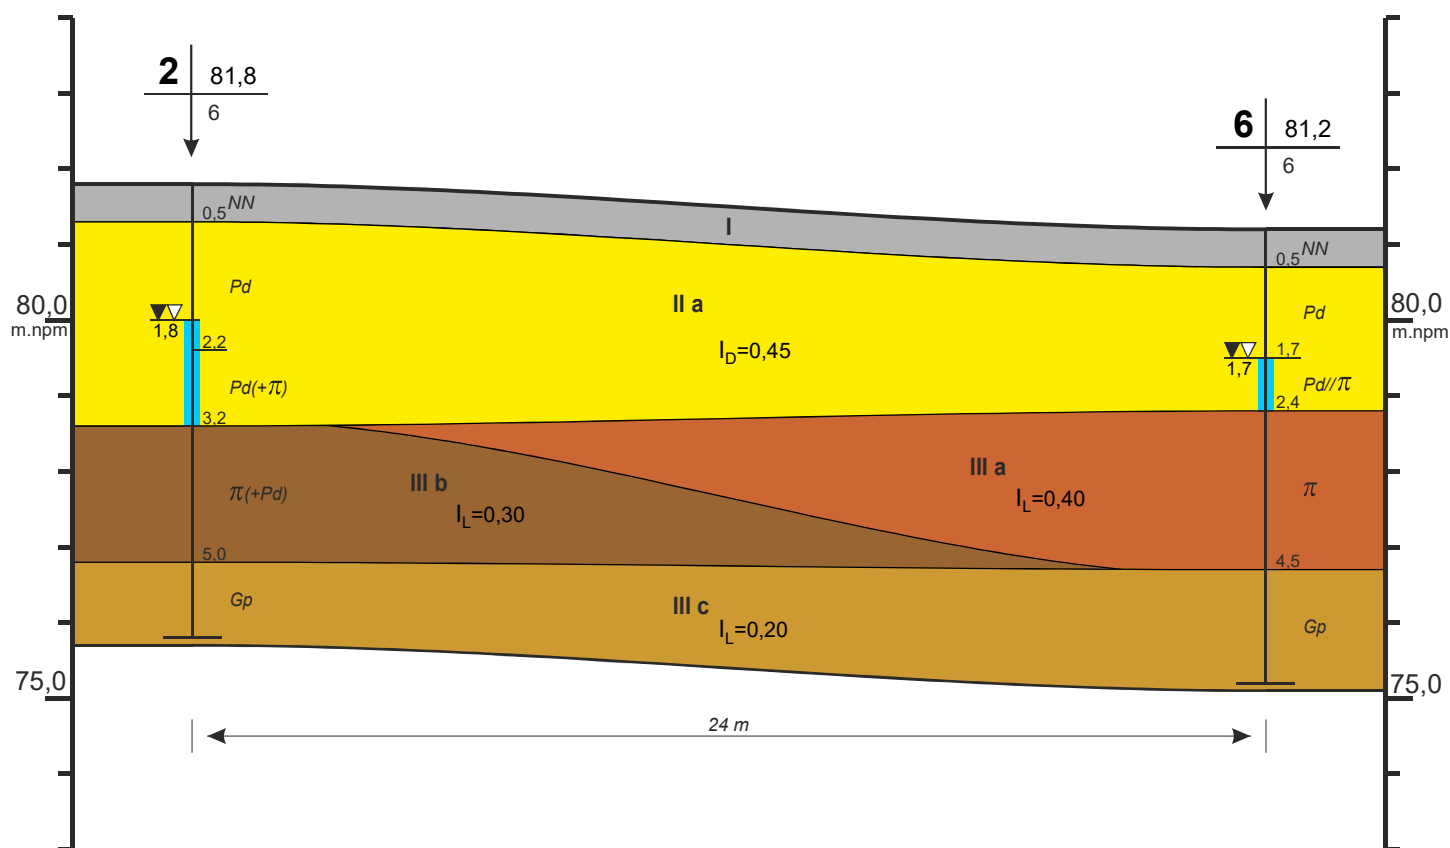 2 81,8
6
6 81,2
6
NN
0,5
I
NN
0,5
Pd
II a
80,0
m.npm
80,0
m.npm
Pd
1,8
2,2
I_D=0,45
1,7
1,7
Pd(+π)
Pd//π
3,2
2,4
III b
III a
π(+Pd)
I_L=0,30
I_L=0,40
π
5,0
4,5
Gp
III c
I_L=0,20
Gp
75,0
75,0
24 m